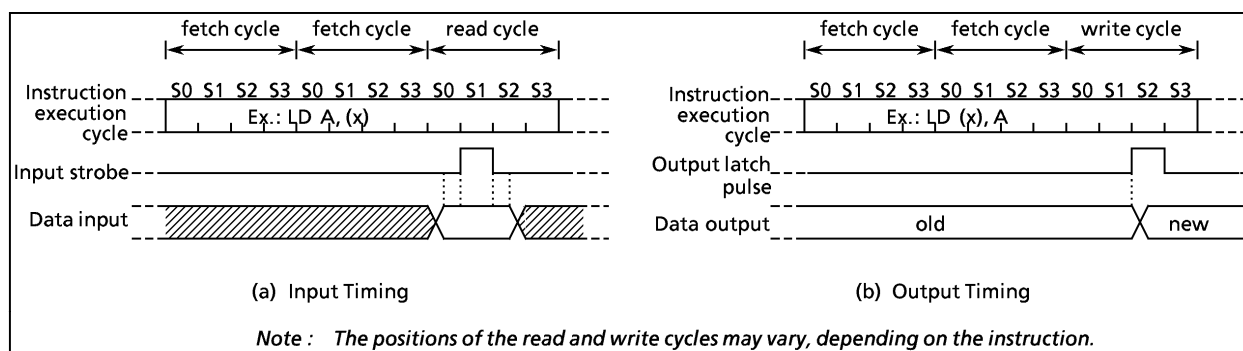 fetch cycle fetch cycle read cycle
S0 S1 S2 S3 S0 S1 S2 S3 S0 S1 S2 S3
Instruction
execution
cycle
Ex.: LD A, (x)
Input strobe
Data input
(a) Input Timing
fetch cycle fetch cycle write cycle
S0 S1 S2 S3 S0 S1 S2 S3 S0 S1 S2 S3
Instruction
execution
cycle
Ex.: LD (x), A
Output latch
pulse
Data output
old new
(b) Output Timing
Note : The positions of the read and write cycles may vary, depending on the instruction.